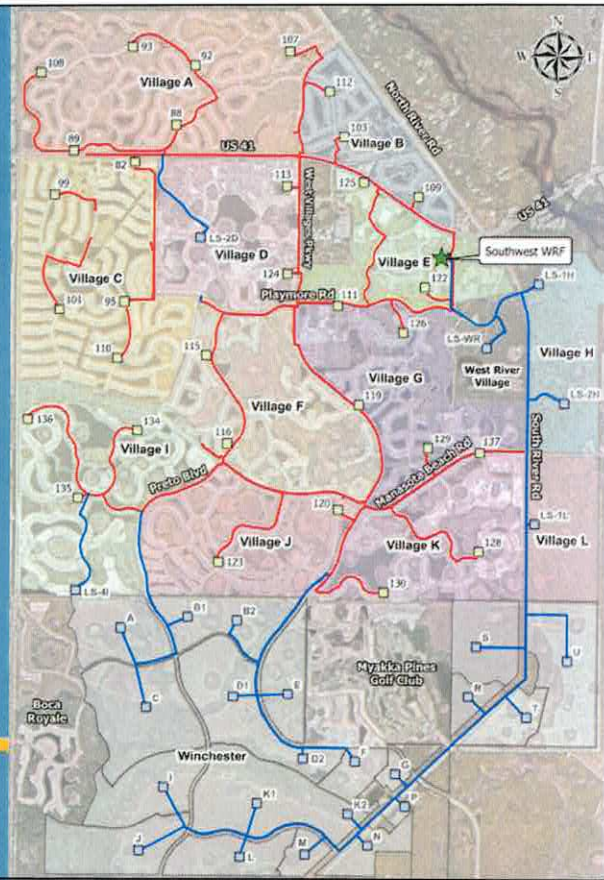 N
W
E
S
93
107
108
92
Village A
112
North River Rd
88
103
Village B
89
US 41
82
113
West Villages Pkwy
125
109
US 41
99
LS-2D
Village D
Village E
Southwest WRF
Village C
124
122
LS-1H
101
95
Playmore Rd
111
126
LS-WR
110
115
Village H
Village G
West River
Village
Village F
119
LS-2H
136
134
116
South River Rd
Village I
129
137
Preto Blvd
Manasota Beach Rd
135
120
LS-1L
Village J
Village K
128
Village L
123
130
LS-4I
A
B1
B2
S
U
Myakka Pines
Golf Club
D1
E
R
C
T
Boca
Royale
Winchester
D2
F
G
I
K1
P
K2
J
L
M
N